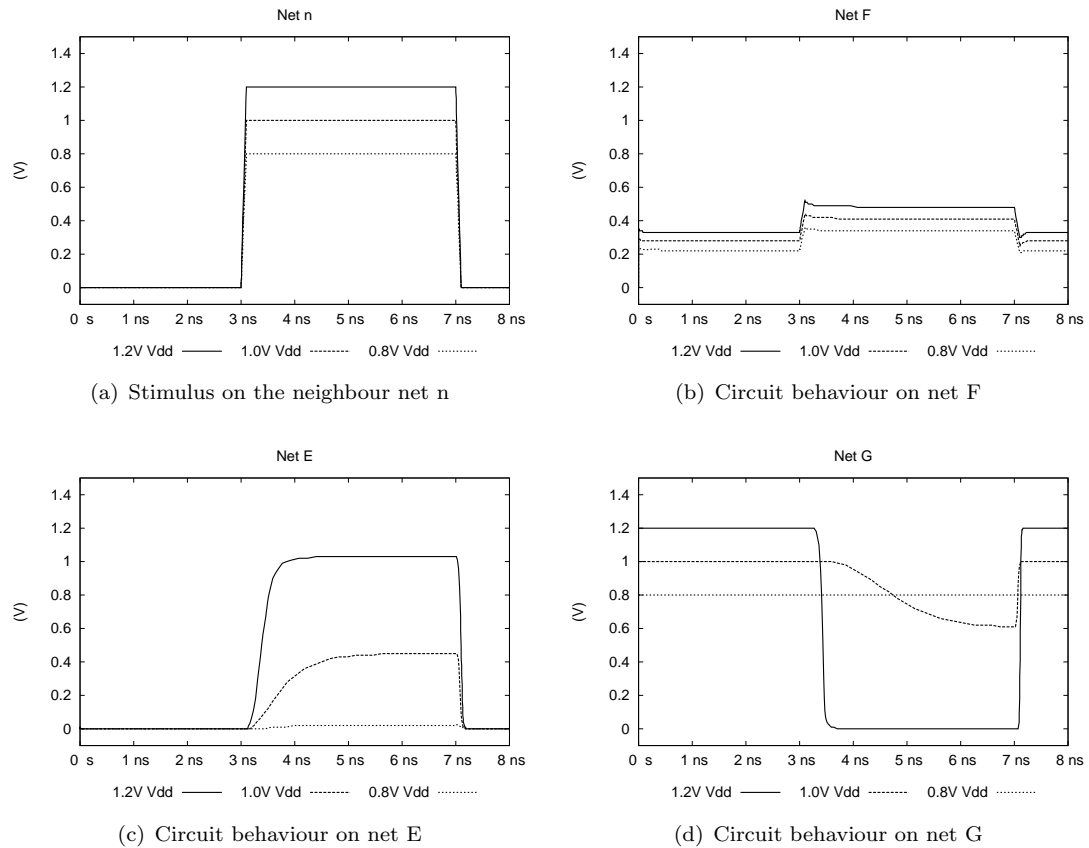 Net n
(V)
1.4
1.2
1
0.8
0.6
0.4
0.2
0
0 s 1 ns 2 ns 3 ns 4 ns 5 ns 6 ns 7 ns 8 ns
1.2V Vdd 1.0V Vdd 0.8V Vdd
(a) Stimulus on the neighbour net n
Net F
(V)
1.4
1.2
1
0.8
0.6
0.4
0.2
0
0 s 1 ns 2 ns 3 ns 4 ns 5 ns 6 ns 7 ns 8 ns
1.2V Vdd 1.0V Vdd 0.8V Vdd
(b) Circuit behaviour on net F
Net E
(V)
1.4
1.2
1
0.8
0.6
0.4
0.2
0
0 s 1 ns 2 ns 3 ns 4 ns 5 ns 6 ns 7 ns 8 ns
1.2V Vdd 1.0V Vdd 0.8V Vdd
(c) Circuit behaviour on net E
Net G
(V)
1.4
1.2
1
0.8
0.6
0.4
0.2
0
0 s 1 ns 2 ns 3 ns 4 ns 5 ns 6 ns 7 ns 8 ns
1.2V Vdd 1.0V Vdd 0.8V Vdd
(d) Circuit behaviour on net G